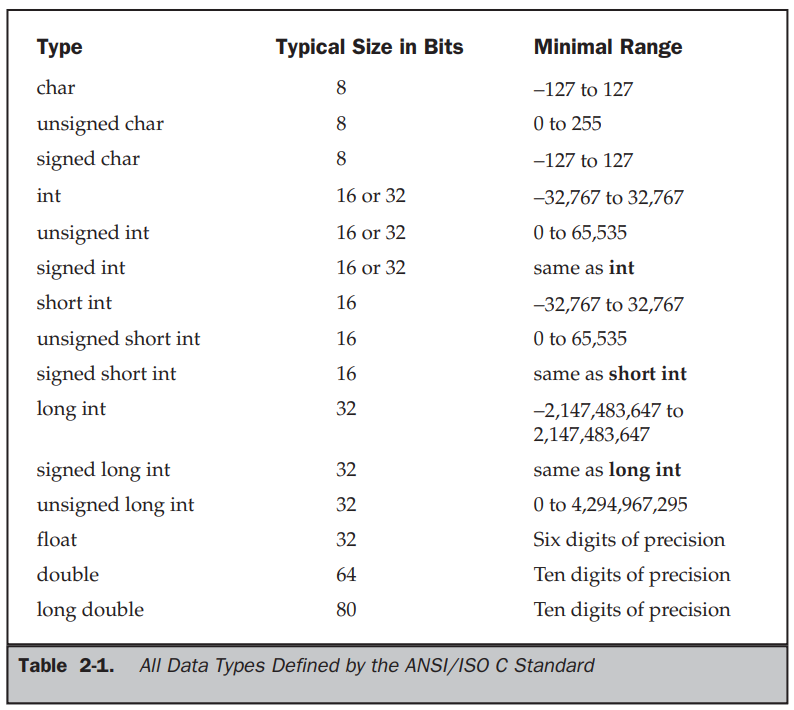 Type Typical Size in Bits Minimal Range
char 8 –127 to 127
unsigned char 8 0 to 255
signed char 8 –127 to 127
int 16 or 32 –32,767 to 32,767
unsigned int 16 or 32 0 to 65,535
signed int 16 or 32 same as int
short int 16 –32,767 to 32,767
unsigned short int 16 0 to 65,535
signed short int 16 same as short int
long int 32 –2,147,483,647 to
2,147,483,647
signed long int 32 same as long int
unsigned long int 32 0 to 4,294,967,295
float 32 Six digits of precision
double 64 Ten digits of precision
long double 80 Ten digits of precision
Table 2-1. All Data Types Defined by the ANSI/ISO C Standard